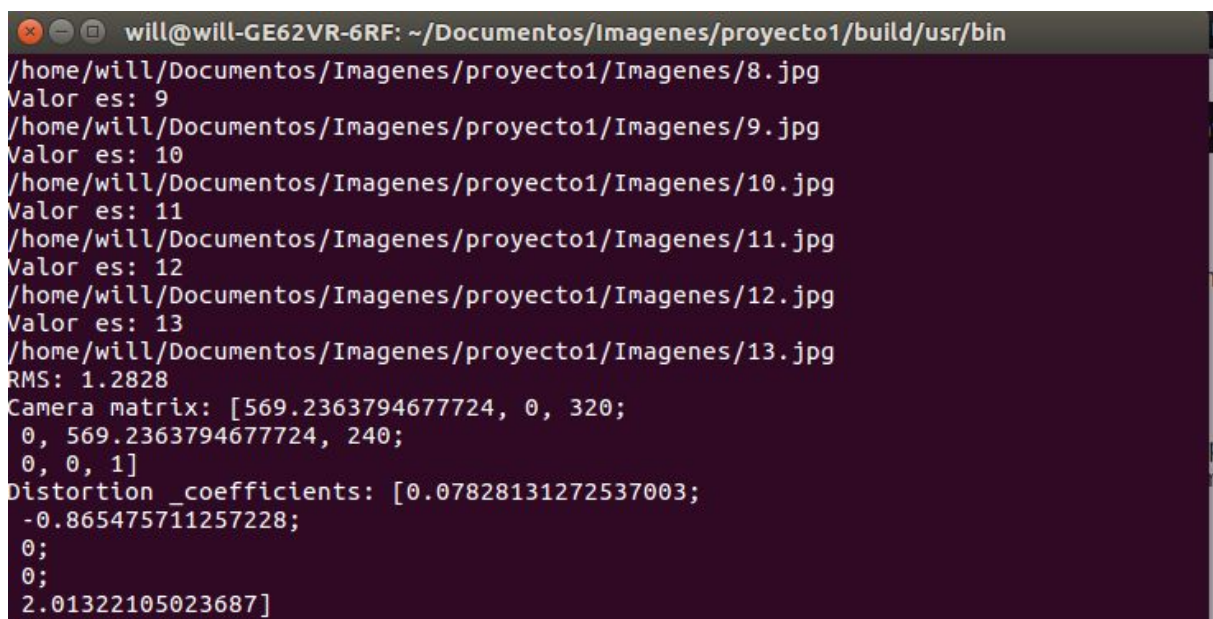 will@will-GE62VR-6RF: ~/Documentos/Imagenes/proyecto1/build/usr/bin
/home/will/Documentos/Imagenes/proyecto1/Imagenes/8.jpg
Valor es: 9
/home/will/Documentos/Imagenes/proyecto1/Imagenes/9.jpg
Valor es: 10
/home/will/Documentos/Imagenes/proyecto1/Imagenes/10.jpg
Valor es: 11
/home/will/Documentos/Imagenes/proyecto1/Imagenes/11.jpg
Valor es: 12
/home/will/Documentos/Imagenes/proyecto1/Imagenes/12.jpg
Valor es: 13
/home/will/Documentos/Imagenes/proyecto1/Imagenes/13.jpg
RMS: 1.2828
Camera matrix: [569.2363794677724, 0, 320;
 0, 569.2363794677724, 240;
 0, 0, 1]
Distortion _coefficients: [0.07828131272537003;
 -0.865475711257228;
 0;
 0;
 2.01322105023687]